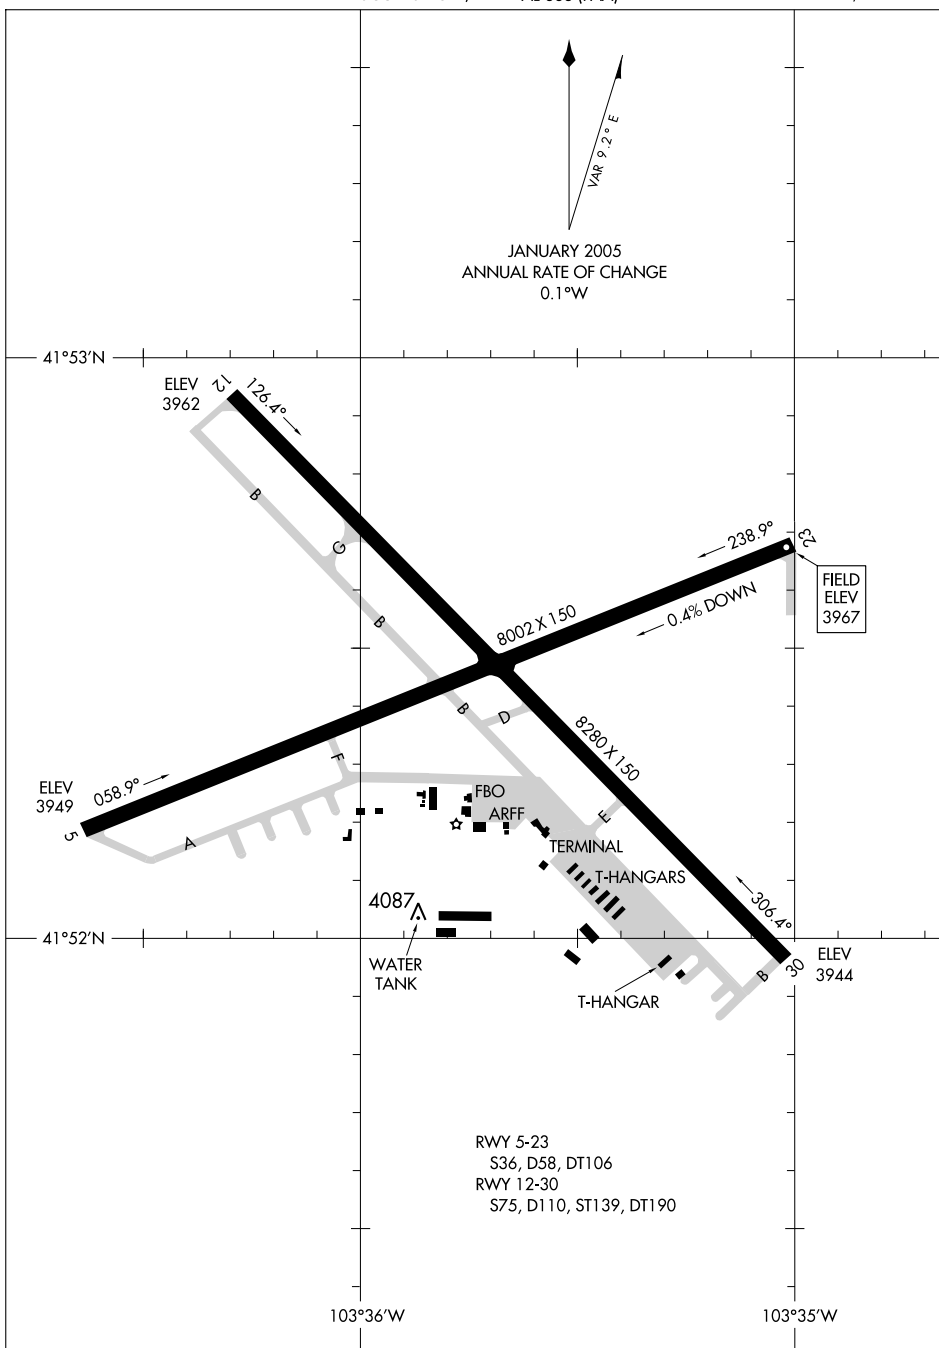 VAR 9.2° E
JANUARY 2005
ANNUAL RATE OF CHANGE
0.1°W
41°53'N
ELEV
3962
12
126.4°
B
G
B
238.9°
23
FIELD
ELEV
3967
0.4% DOWN
8002 X 150
B
D
8280 X 150
F
ELEV
3949
058.9°
5
A
FBO
ARFF
E
TERMINAL
T-HANGARS
4087
306.4°
41°52'N
WATER
TANK
T-HANGAR
B
30
ELEV
3944
RWY 5-23
S36, D58, DT106
RWY 12-30
S75, D110, ST139, DT190
103°36'W
103°35'W